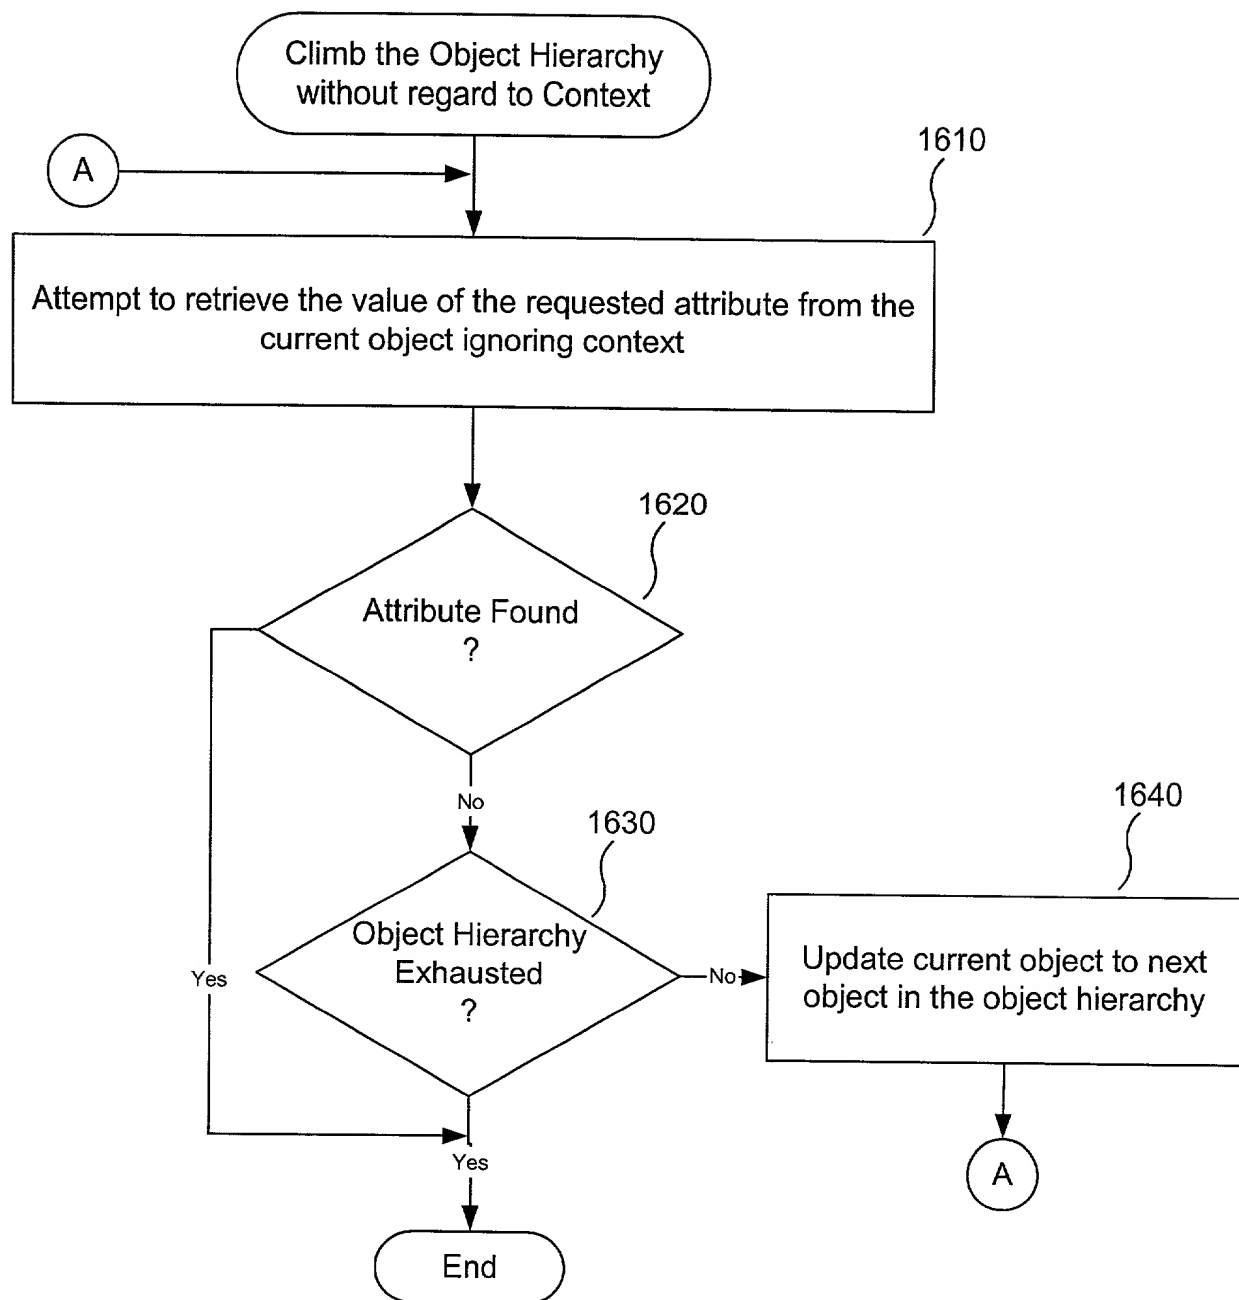 Climb the Object Hierarchy
without regard to Context
A
1610
Attempt to retrieve the value of the requested attribute from the
current object ignoring context
1620
Attribute Found
?
No
1630
1640
Object Hierarchy
Exhausted
?
Yes
No
Update current object to next
object in the object hierarchy
Yes
A
End